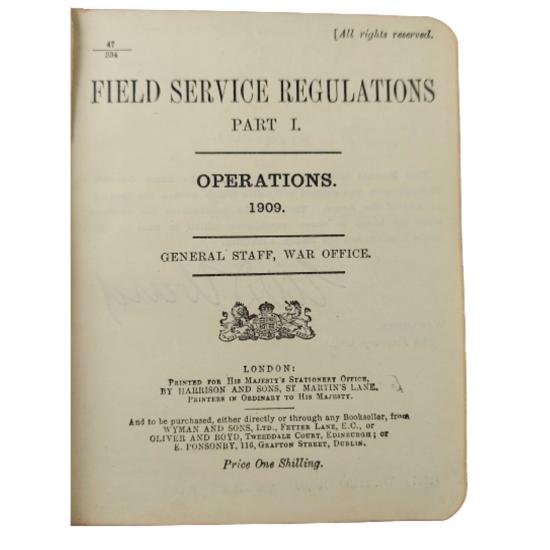 [All rights reserved.
47
234
FIELD SERVICE REGULATIONS
PART I.
OPERATIONS.
1909.
GENERAL STAFF, WAR OFFICE.
LONDON:
PRINTED FOR HIS MAJESTY'S STATIONERY OFFICE,
BY HARRISON AND SONS, ST MARTIN'S LANE,
PRINTERS IN ORDINARY TO HIS MAJESTY.
And to be purchased, either directly or through any Bookseller, from
WYMAN AND SONS, LTD., FETTER LANE, E.C., or
OLIVER AND BOYD, TWEEDDALE COURT, EDINBURGH; or
E. PONSONBY, 116, GRAFTON STREET, DUBLIN.
Price One Shilling.